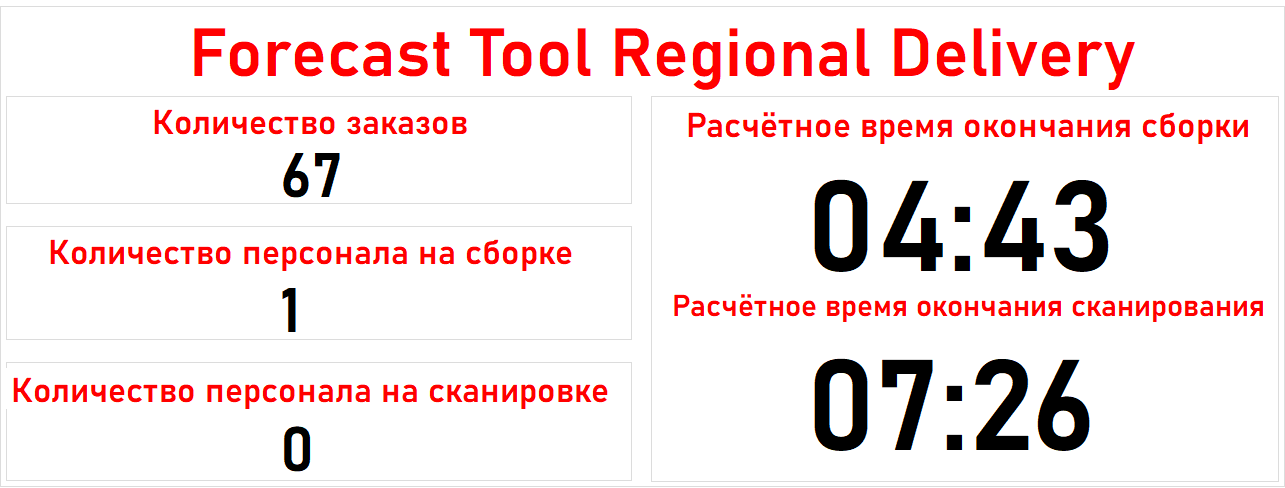 Forecast Tool Regional Delivery
Количество заказов
67
Количество персонала на сборке
1
Количество персонала на сканировке
0
Расчётное время окончания сборки
04:43
Расчётное время окончания сканирования
07:26